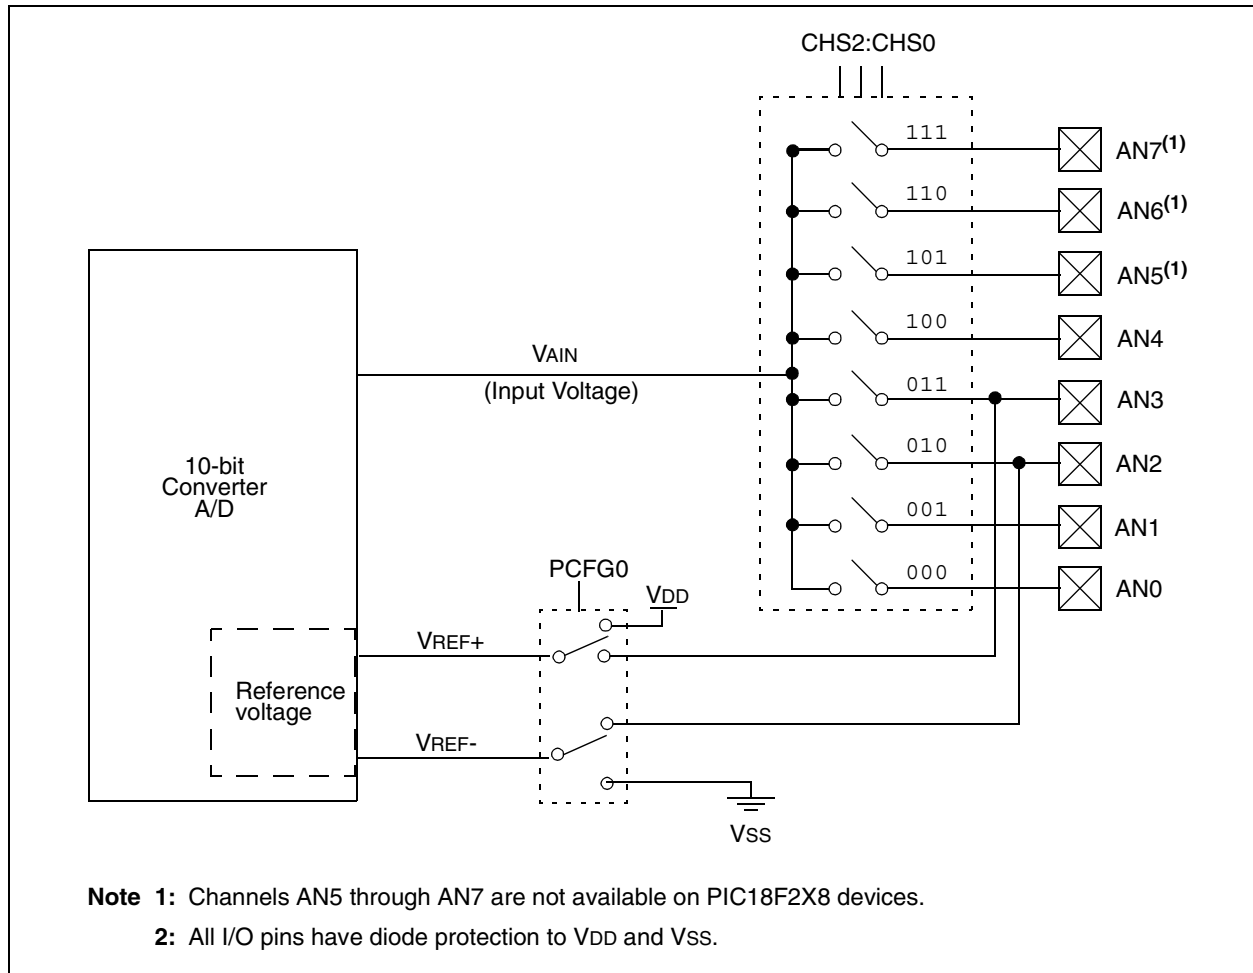 CHS2:CHS0
111
AN7(1)
110
AN6(1)
101
AN5(1)
100
AN4
VAIN
(Input Voltage)
011
AN3
010
AN2
10-bit
Converter
A/D
001
AN1
PCFG0
000
AN0
VDD
VREF+
Reference
voltage
VREF-
VSS
Note 1: Channels AN5 through AN7 are not available on PIC18F2X8 devices.
2: All I/O pins have diode protection to VDD and VSS.